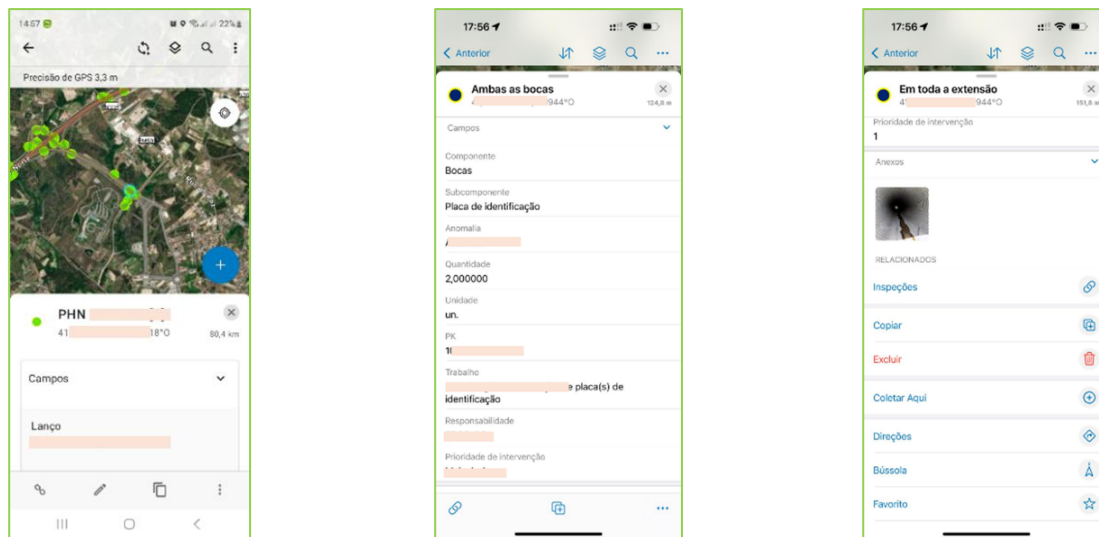 14:57
22%
Precisão de GPS 3,3 m
PHN
41
18"O
80,4 km
Campos
Lanço
17:56
Anterior
Ambas as bocas
944"O
124,8 m
Campos
Componente
Bocas
Subcomponente
Placa de identificação
Anomalia
Quantidade
2,000000
Unidade
un.
PK
Trabalho
e placa(s) de
identificação
Responsabilidade
Prioridade de intervenção
17:56
Anterior
Em toda a extensão
944"O
151,8 m
Prioridade de intervenção
1
Anexos
RELACIONADOS
Inspeções
Copiar
Excluir
Coletar Aqui
Direções
Bússola
Favorito